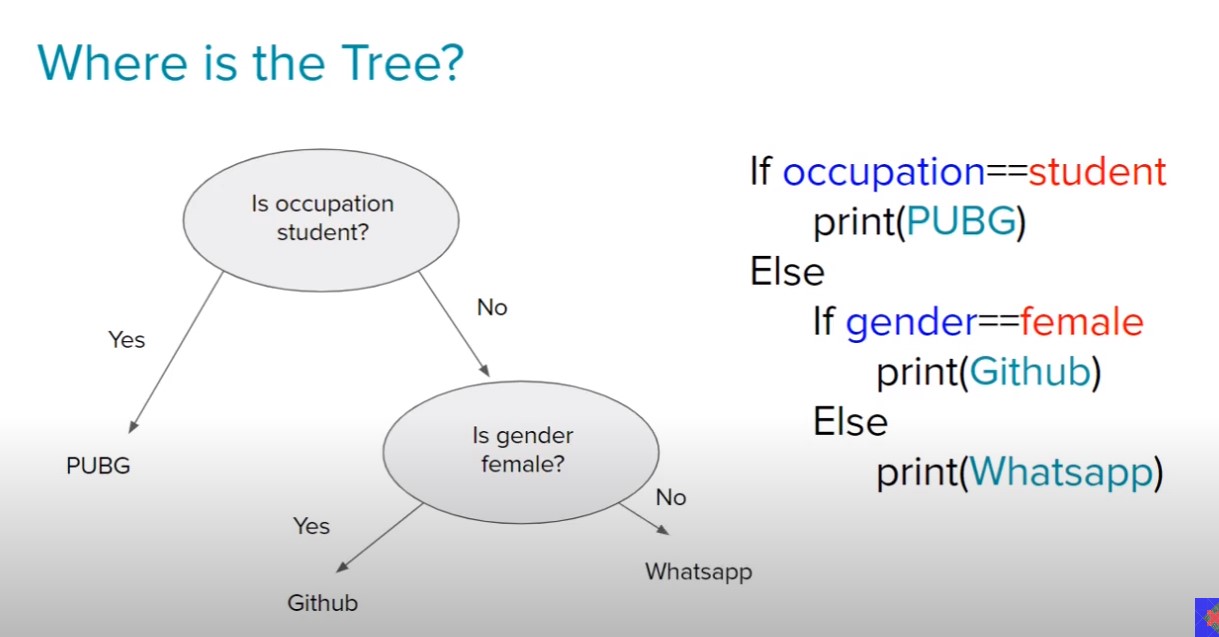 Where is the Tree?
Is occupation
student?
Yes
No
PUBG
Is gender
female?
Yes
No
Github
Whatsapp
If occupation==student
print(PUBG)
Else
If gender==female
print(Github)
Else
print(Whatsapp)